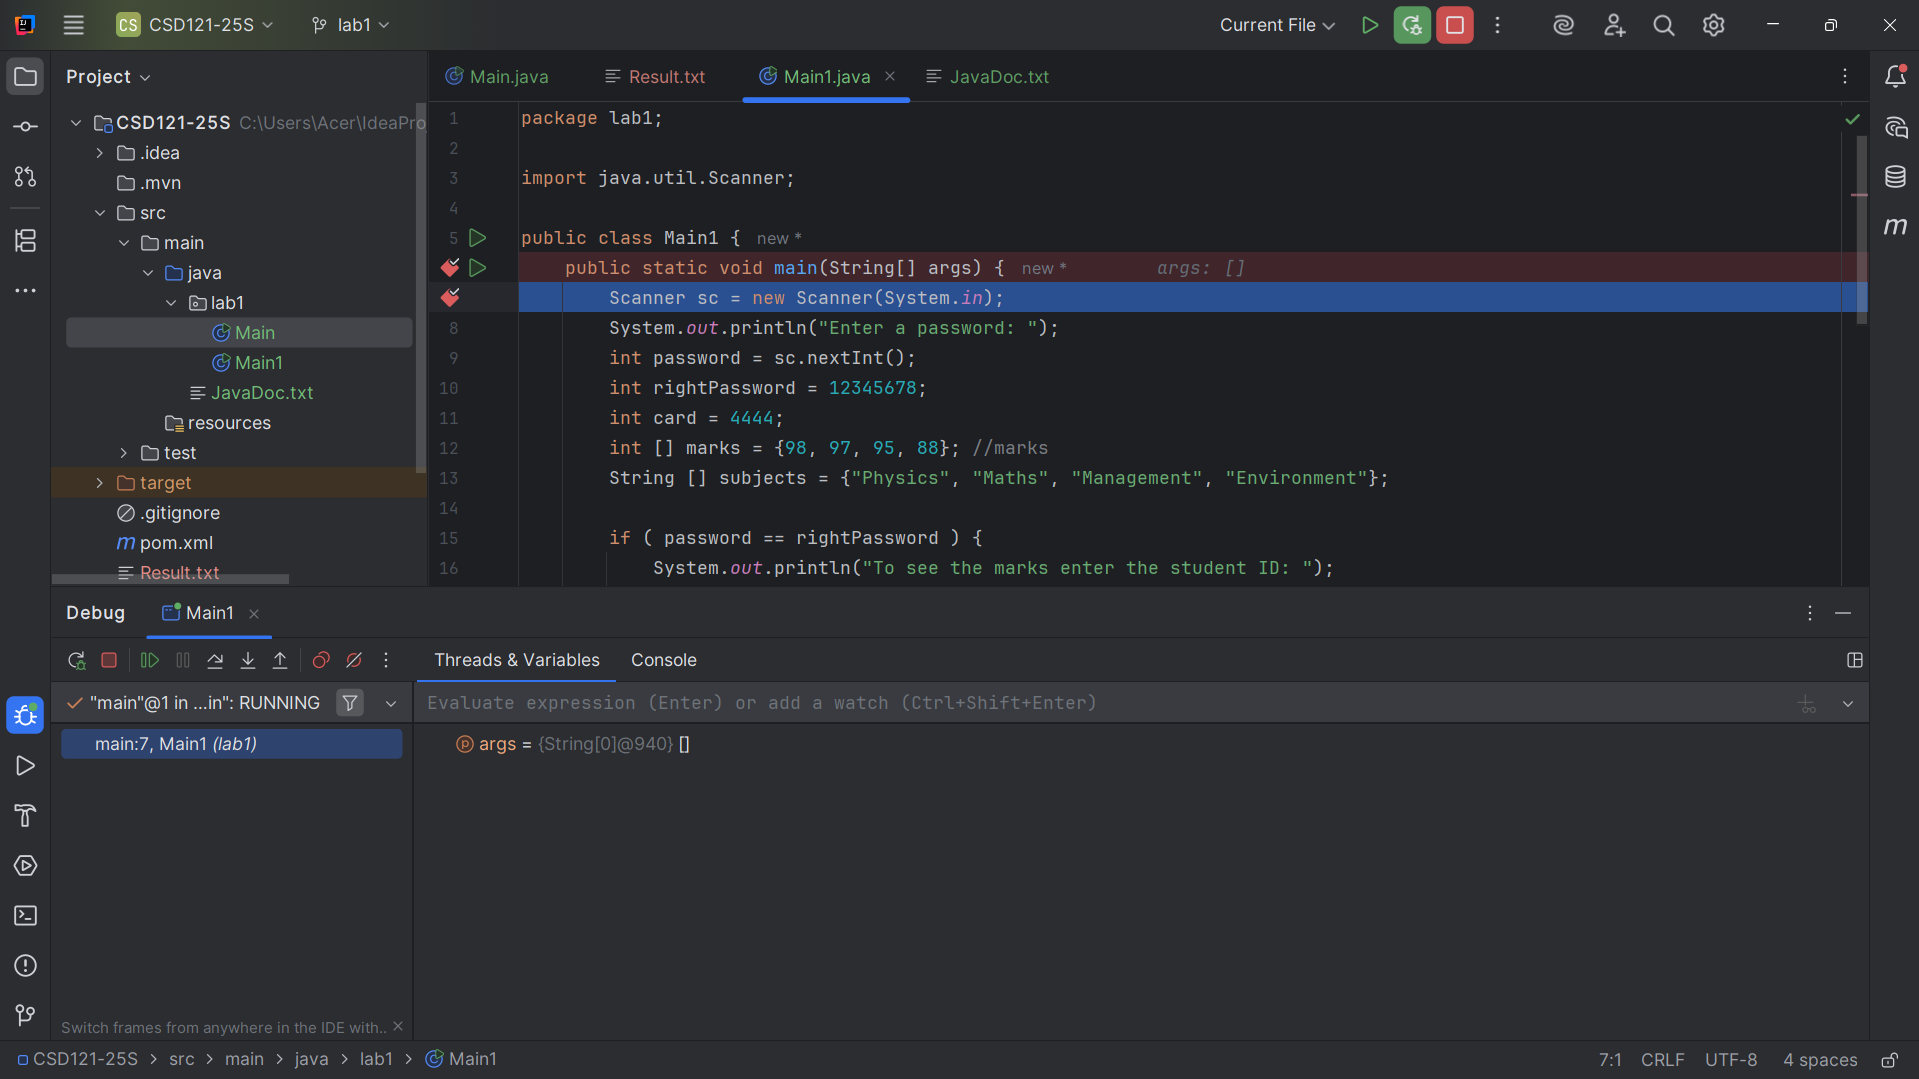 CS CSD121-25S lab1 Current File
Project
Main.java Result.txt Main1.java JavaDoc.txt
CSD121-25S C:\Users\Acer\IdeaPro
.idea
.mvn
src
main
java
lab1
Main
Main1
JavaDoc.txt
resources
test
target
.gitignore
m pom.xml
Result.txt
1 package lab1;
2
3 import java.util.Scanner;
4
5 public class Main1 { new *
public static void main(String[] args) { new * args: []
Scanner sc = new Scanner(System.in);
8 System.out.println("Enter a password: ");
9 int password = sc.nextInt();
10 int rightPassword = 12345678;
11 int card = 4444;
12 int [] marks = {98, 97, 95, 88}; //marks
13 String [] subjects = {"Physics", "Maths", "Management", "Environment"};
14
15 if ( password == rightPassword ) {
16 System.out.println("To see the marks enter the student ID: ");
m
Debug Main1
Threads & Variables Console
"main"@1 in ...in": RUNNING
Evaluate expression (Enter) or add a watch (Ctrl+Shift+Enter)
main:7, Main1 (lab1)
args = {String[0]@940} []
Switch frames from anywhere in the IDE with..
CSD121-25S > src > main > java > lab1 > Main1
7:1 CRLF UTF-8 4 spaces